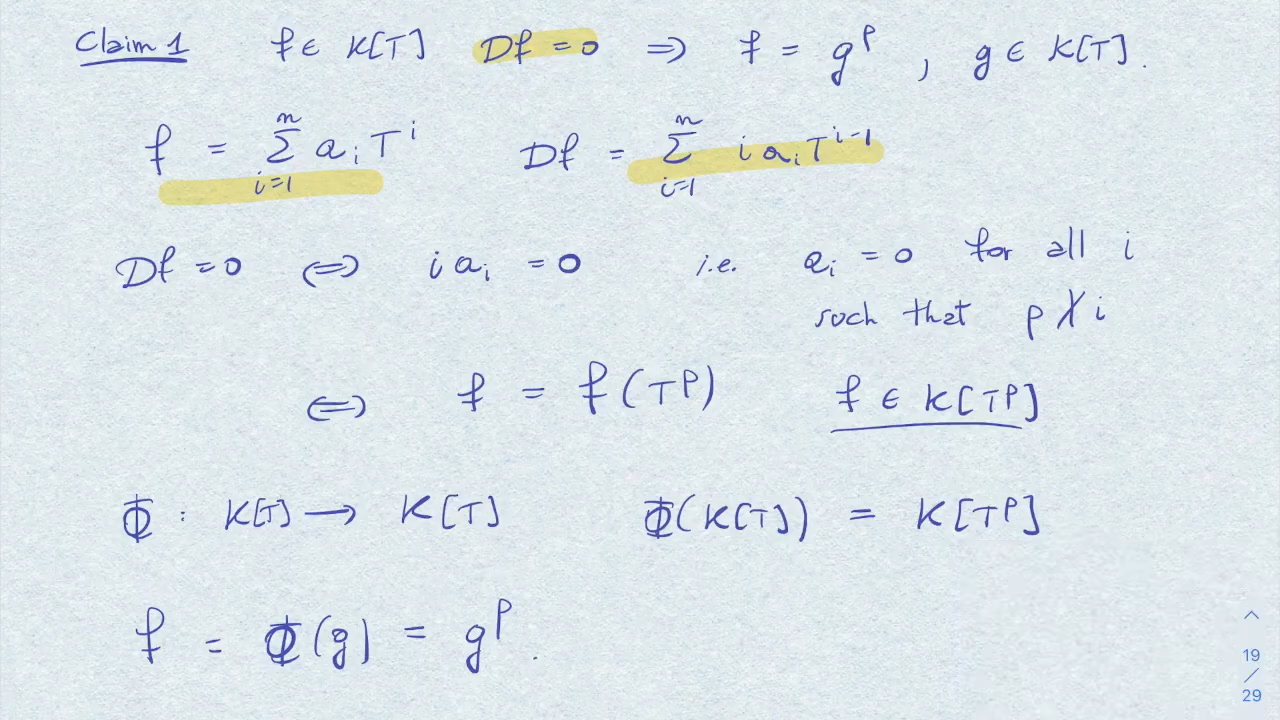 Claim 1 f ∈ K[T] Df = 0 ⇒ f = g^p , g ∈ K[T].
f = Σ_{i=1}^{n} a_i T^i Df = Σ_{i=1}^{n} i a_i T^{i-1}
Df = 0 ⇔ i a_i = 0 i.e. a_i = 0 for all i
such that p ∤ i
⇔ f = f(T^p) f ∈ K[T^p]
Φ : K[T] → K[T] Φ(K[T]) = K[T^p]
f = Φ(g) = g^p.
19
/
29